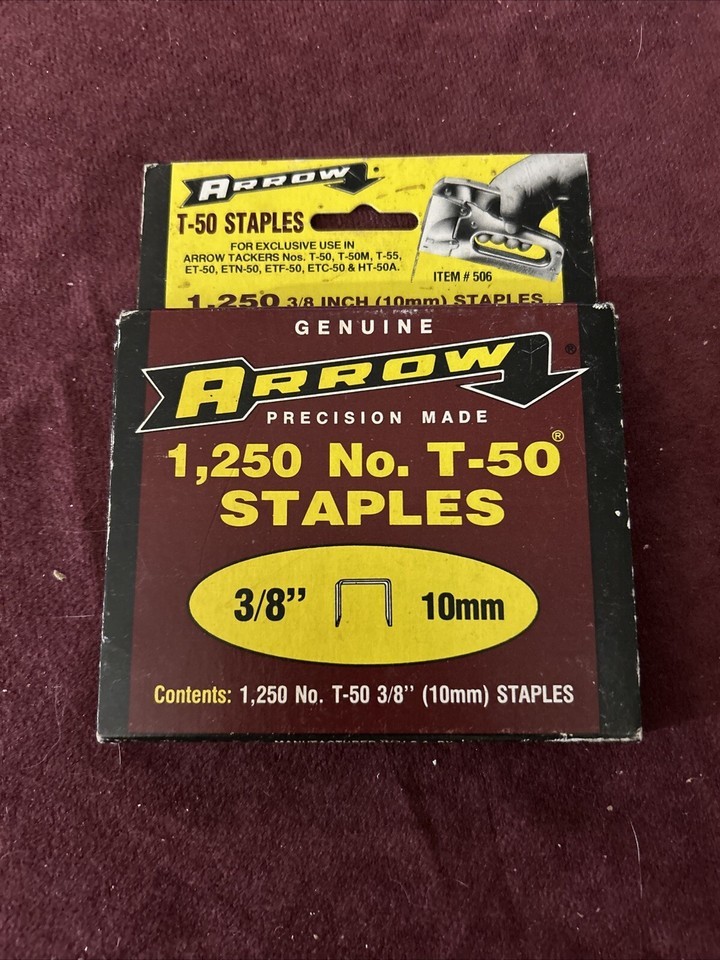 ARROW
T-50 STAPLES
FOR EXCLUSIVE USE IN
ARROW TACKERS Nos. T-50, T-50M, T-55,
ET-50, ETN-50, ETF-50, ETC-50 & HT-50A.
ITEM # 506
1,250 3/8 INCH (10mm) STAPLES
GENUINE
ARROW ®
PRECISION MADE
1,250 No. T-50®
STAPLES
3/8” 10mm
Contents: 1,250 No. T-50 3/8” (10mm) STAPLES